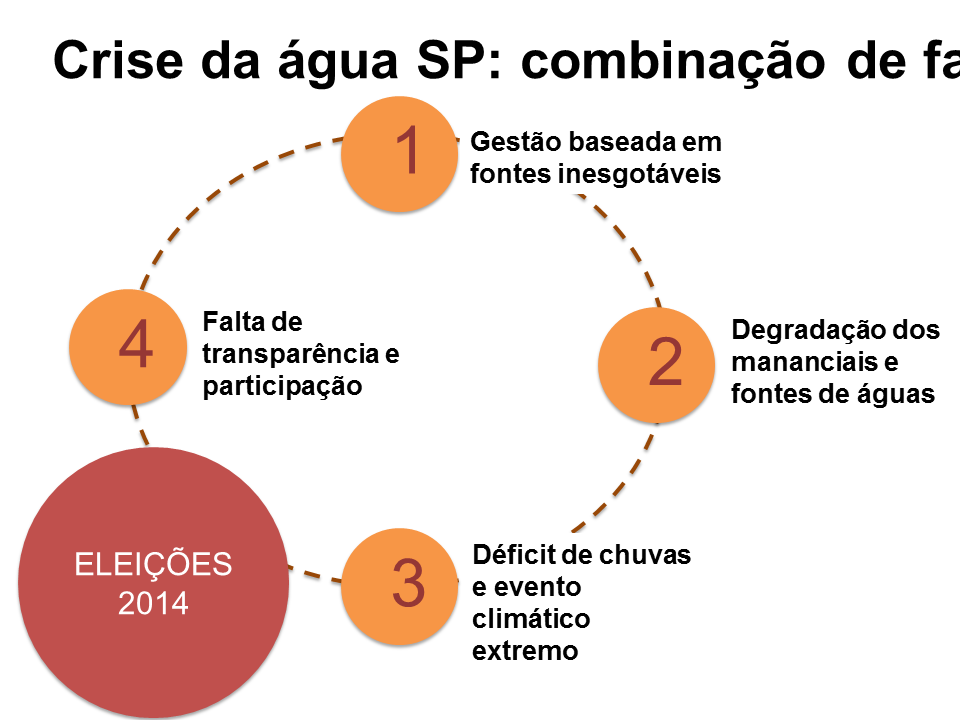 Crise da água SP: combinação de fa
1
Gestão baseada em
fontes inesgotáveis
2
Degradação dos
mananciais e
fontes de águas
3
Déficit de chuvas
e evento
climático
extremo
4
Falta de
transparência e
participação
ELEIÇÕES
2014